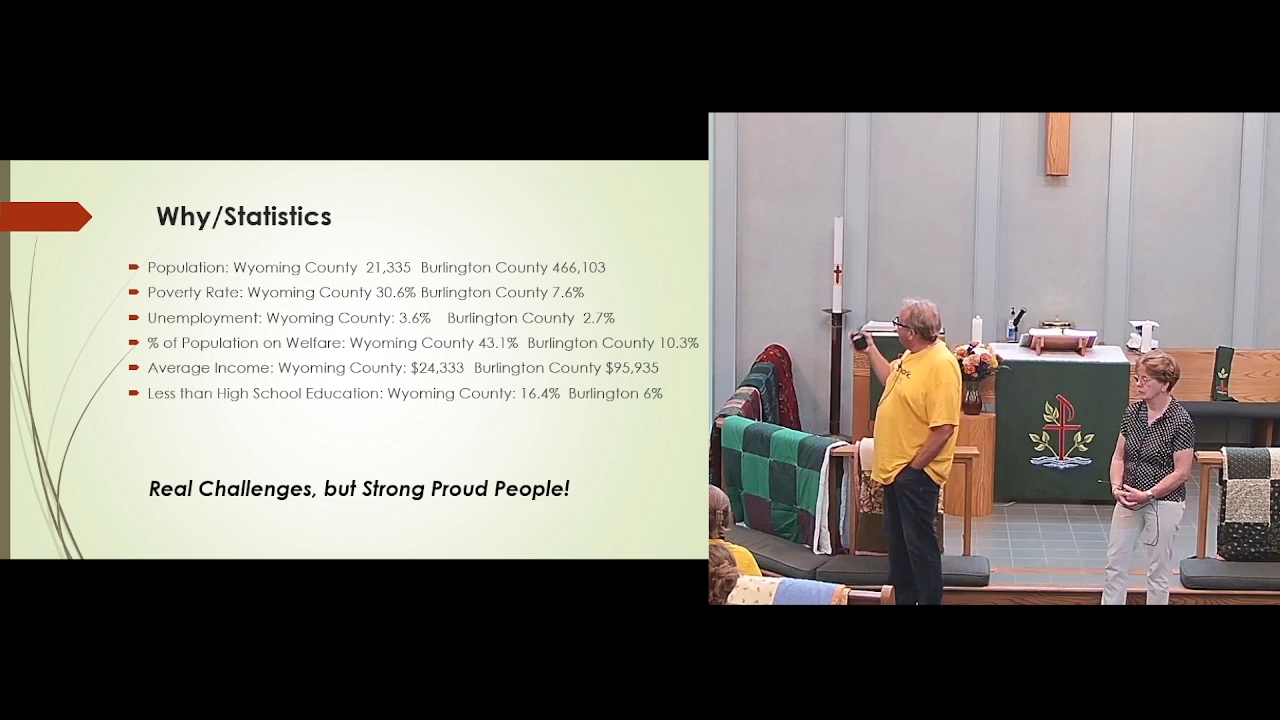 Why/Statistics
Population: Wyoming County 21,335 Burlington County 466,103
Poverty Rate: Wyoming County 30.6% Burlington County 7.6%
Unemployment: Wyoming County: 3.6% Burlington County 2.7%
% of Population on Welfare: Wyoming County 43.1% Burlington County 10.3%
Average Income: Wyoming County: $24,333 Burlington County $95,935
Less than High School Education: Wyoming County: 16.4% Burlington 6%
Real Challenges, but Strong Proud People!